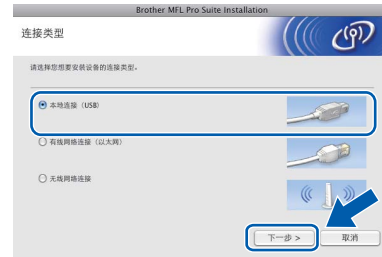 Brother MFL Pro Suite Installation
连接类型
请选择您想要安装设备的连接类型。
本地连接（USB）
有线网络连接（以太网）
无线网络连接
下一步 >
取消